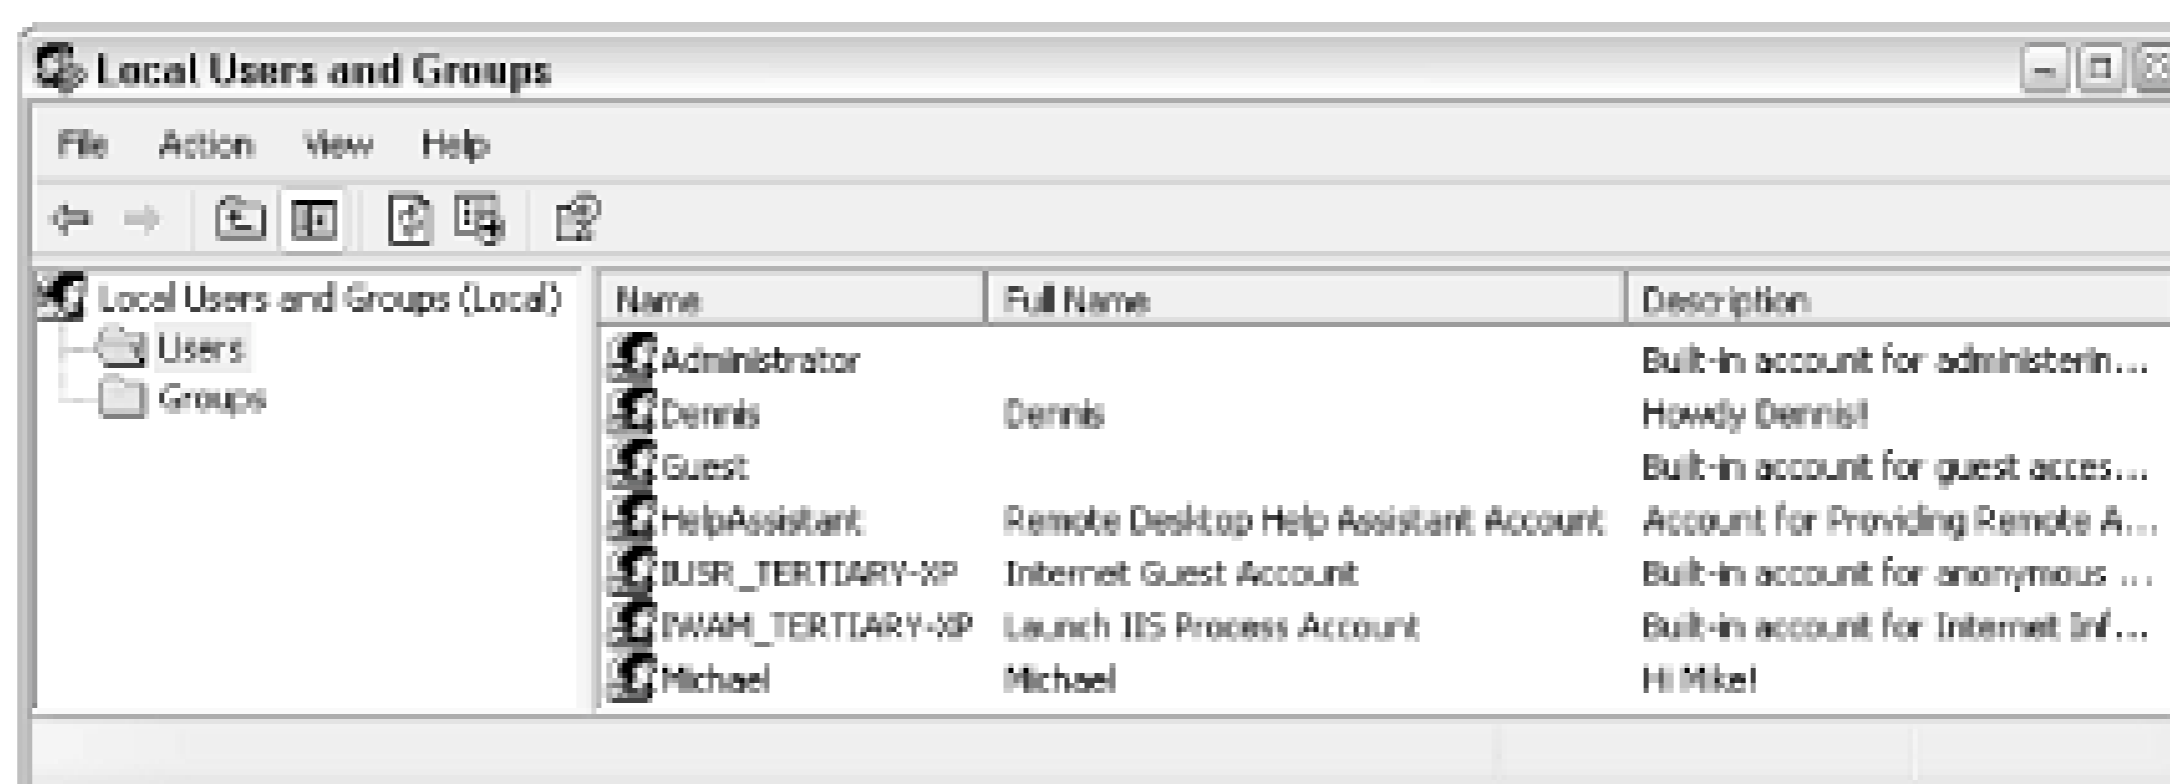 Local Users and Groups
File Action View Help
Local Users and Groups (Local)
Users
Groups
Name Full Name Description
Administrator Built-in account for administerin...
Dennis Dennis Howdy Dennis!
Guest Built-in account for guest acces...
HelpAssistant Remote Desktop Help Assistant Account Account for Providing Remote A...
IUSR_TERTIARY-XP Internet Guest Account Built-in account for anonymous ...
IWAM_TERTIARY-XP Launch IIS Process Account Built-in account for Internet Inf...
Michael Michael Hi Mike!